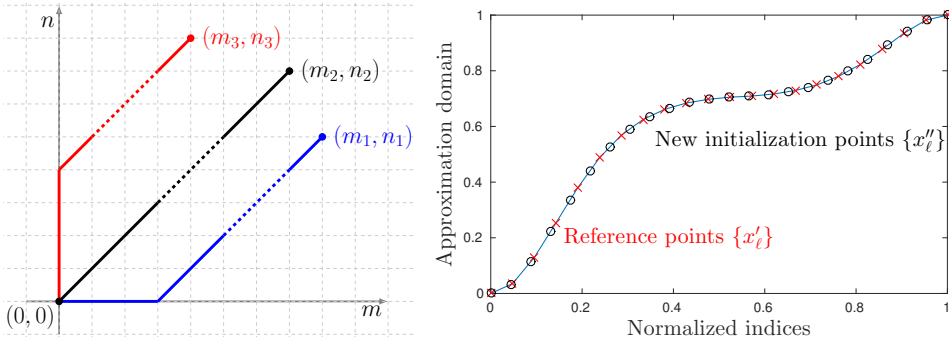 n
(m₃, n₃)
(m₂, n₂)
(m₁, n₁)
(0, 0)
m
Approximation domain
1
0.8
0.6
0.4
0.2
0
New initialization points {x″ℓ}
Reference points {x′ℓ}
0 0.2 0.4 0.6 0.8 1
Normalized indices